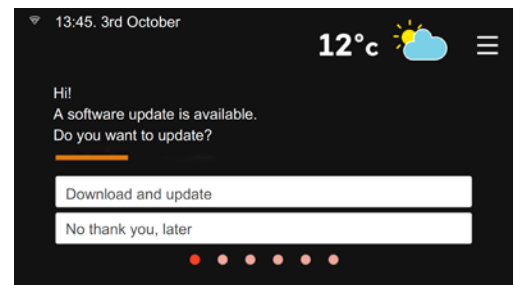 13:45. 3rd October
12°c
Hi!
A software update is available.
Do you want to update?
Download and update
No thank you, later